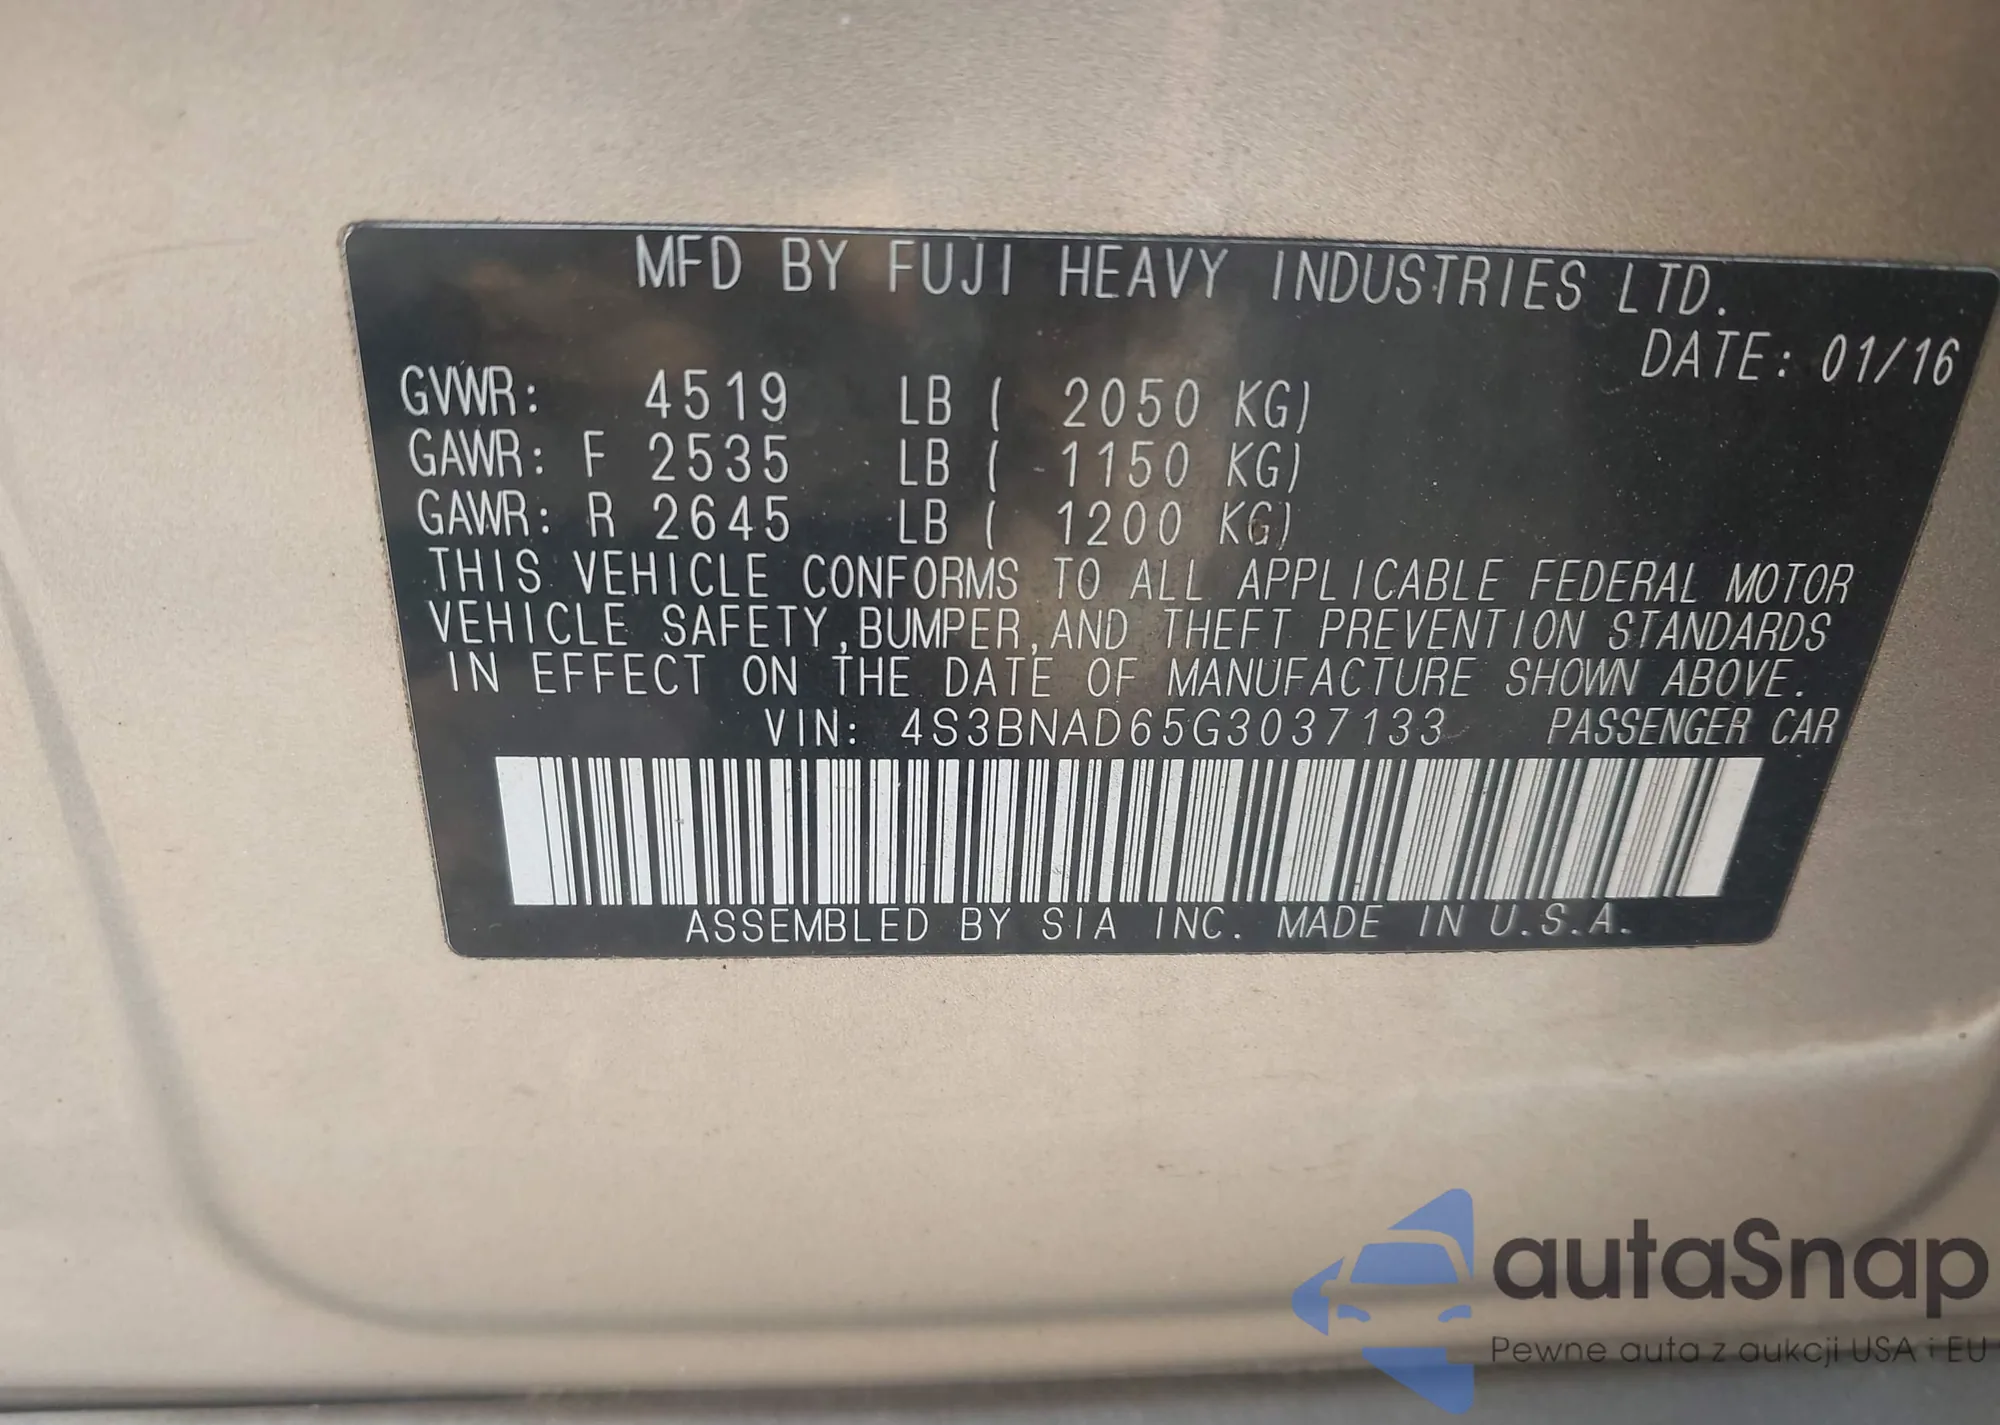 MFD BY FUJI HEAVY INDUSTRIES LTD.
DATE: 01/16
GVWR: 4519 LB ( 2050 KG)
GAWR: F 2535 LB ( 1150 KG)
GAWR: R 2645 LB ( 1200 KG)
THIS VEHICLE CONFORMS TO ALL APPLICABLE FEDERAL MOTOR
VEHICLE SAFETY,BUMPER,AND THEFT PREVENTION STANDARDS
IN EFFECT ON THE DATE OF MANUFACTURE SHOWN ABOVE.
VIN: 4S3BNAD65G3037133 PASSENGER CAR
ASSEMBLED BY SIA INC. MADE IN U.S.A.
autaSnap
Pewne auta z aukcji USA i EU